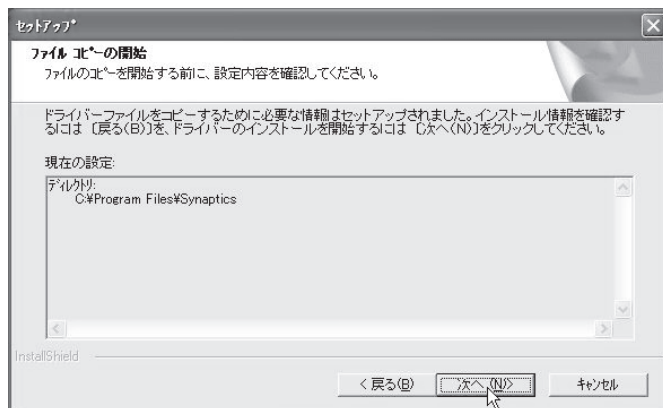 セットアップ
ファイル コピーの開始
ファイルのコピーを開始する前に、設定内容を確認してください。
ドライバーファイルをコピーするために必要な情報はセットアップされました。インストール情報を確認す
るには［戻る(B)］を、ドライバーのインストールを開始するには［次へ(N)］をクリックしてください。
現在の設定:
ディレクトリ:
C:¥Program Files¥Synaptics
InstallShield
< 戻る(B)
次へ(N)>
キャンセル